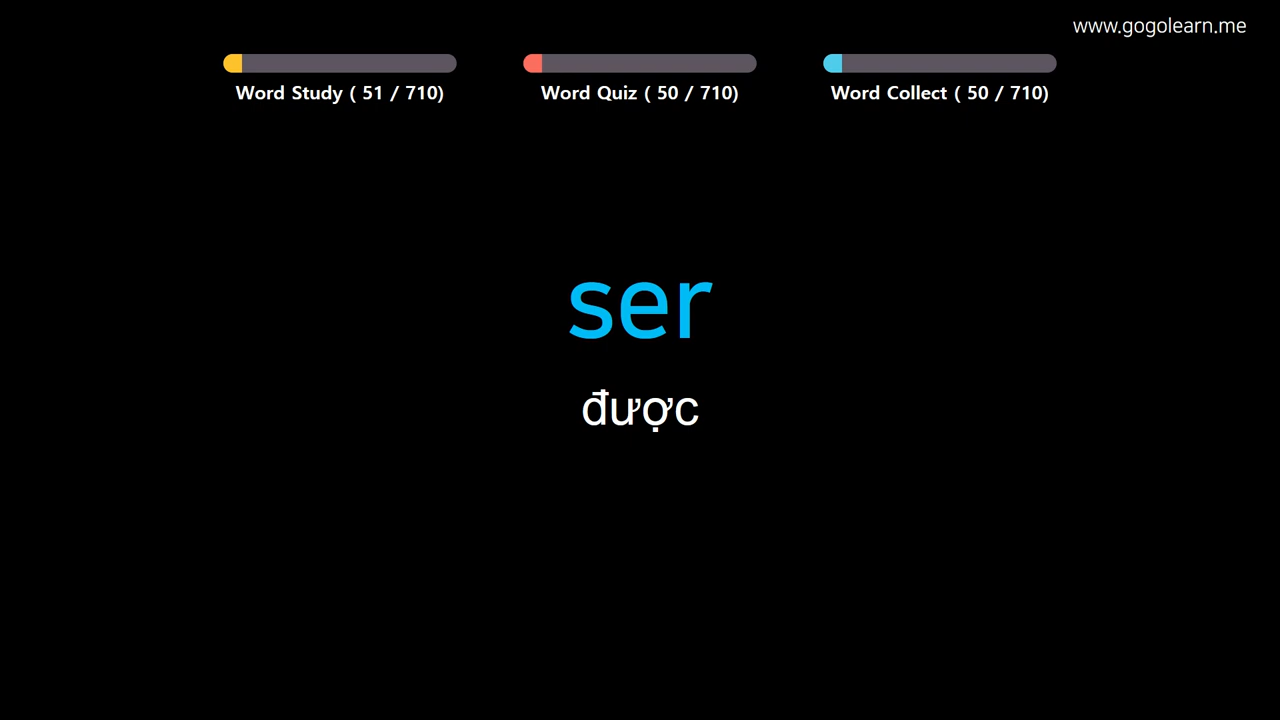 www.gogolearn.me
Word Study ( 51 / 710)
Word Quiz ( 50 / 710)
Word Collect ( 50 / 710)
ser
được